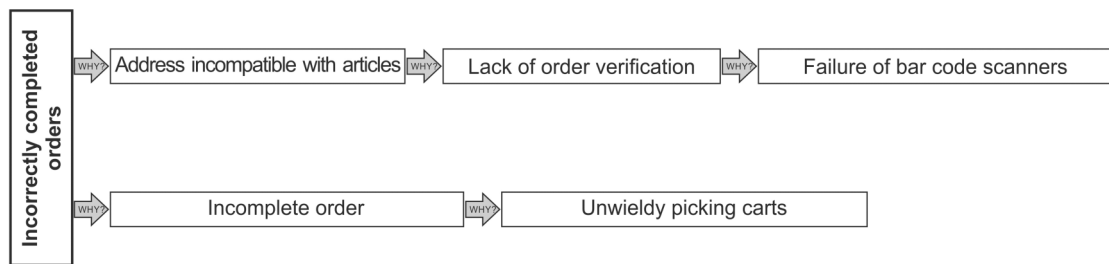 Incorrectly completed
orders
WHY?
Address incompatible with articles
WHY?
Lack of order verification
WHY?
Failure of bar code scanners
WHY?
Incomplete order
WHY?
Unwieldy picking carts